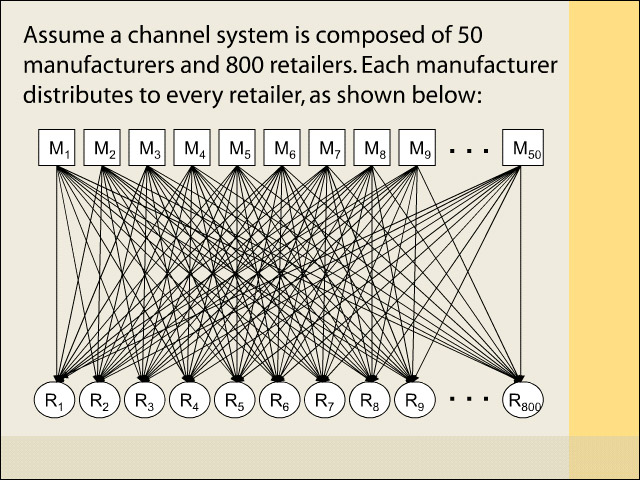 Assume a channel system is composed of 50
manufacturers and 800 retailers. Each manufacturer
distributes to every retailer, as shown below:
M1 M2 M3 M4 M5 M6 M7 M8 M9 . . . M50
R1 R2 R3 R4 R5 R6 R7 R8 R9 . . . R800